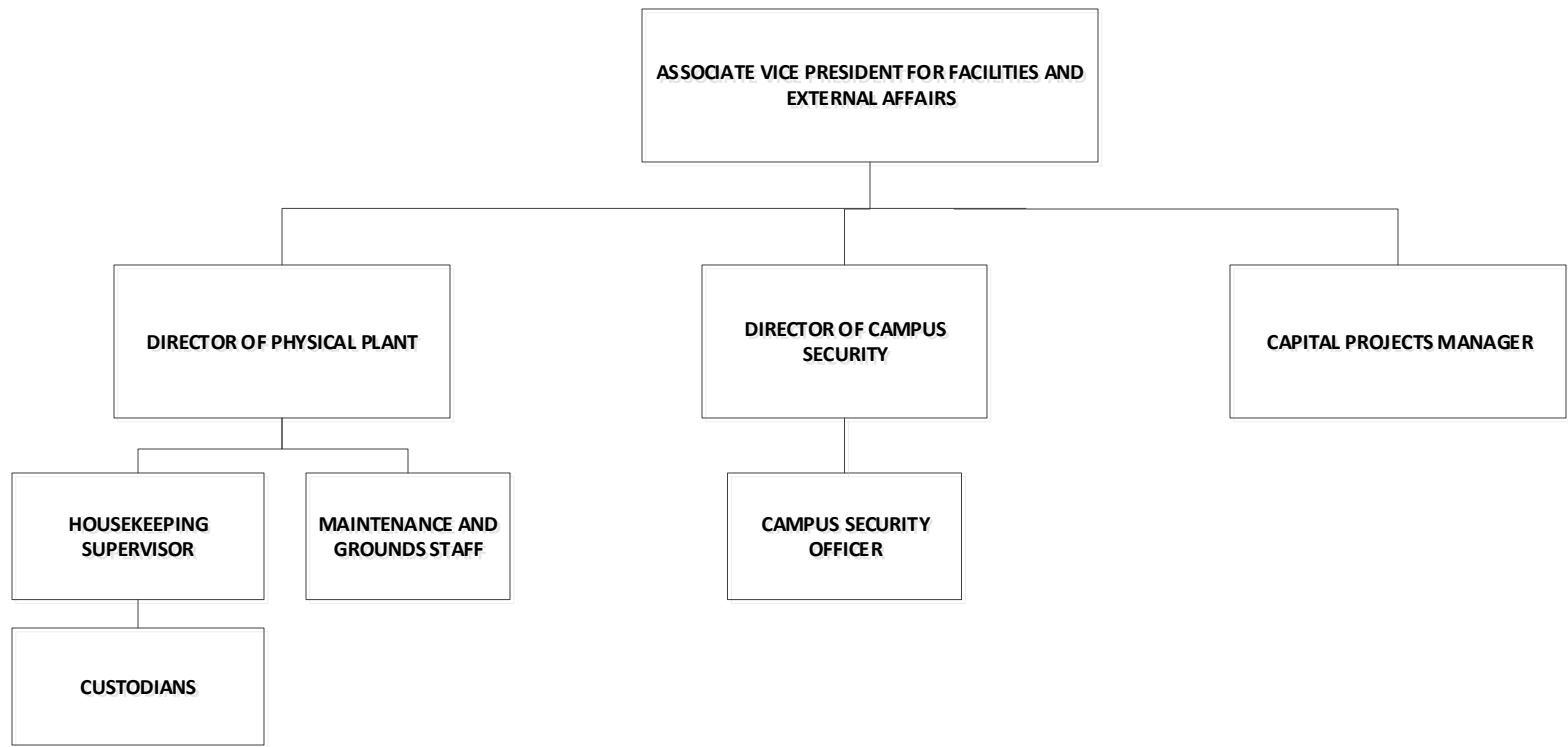 ASSOCIATE VICE PRESIDENT FOR FACILITIES AND
EXTERNAL AFFAIRS
DIRECTOR OF PHYSICAL PLANT
DIRECTOR OF CAMPUS
SECURITY
CAPITAL PROJECTS MANAGER
HOUSEKEEPING
SUPERVISOR
MAINTENANCE AND
GROUNDS STAFF
CAMPUS SECURITY
OFFICER
CUSTODIANS